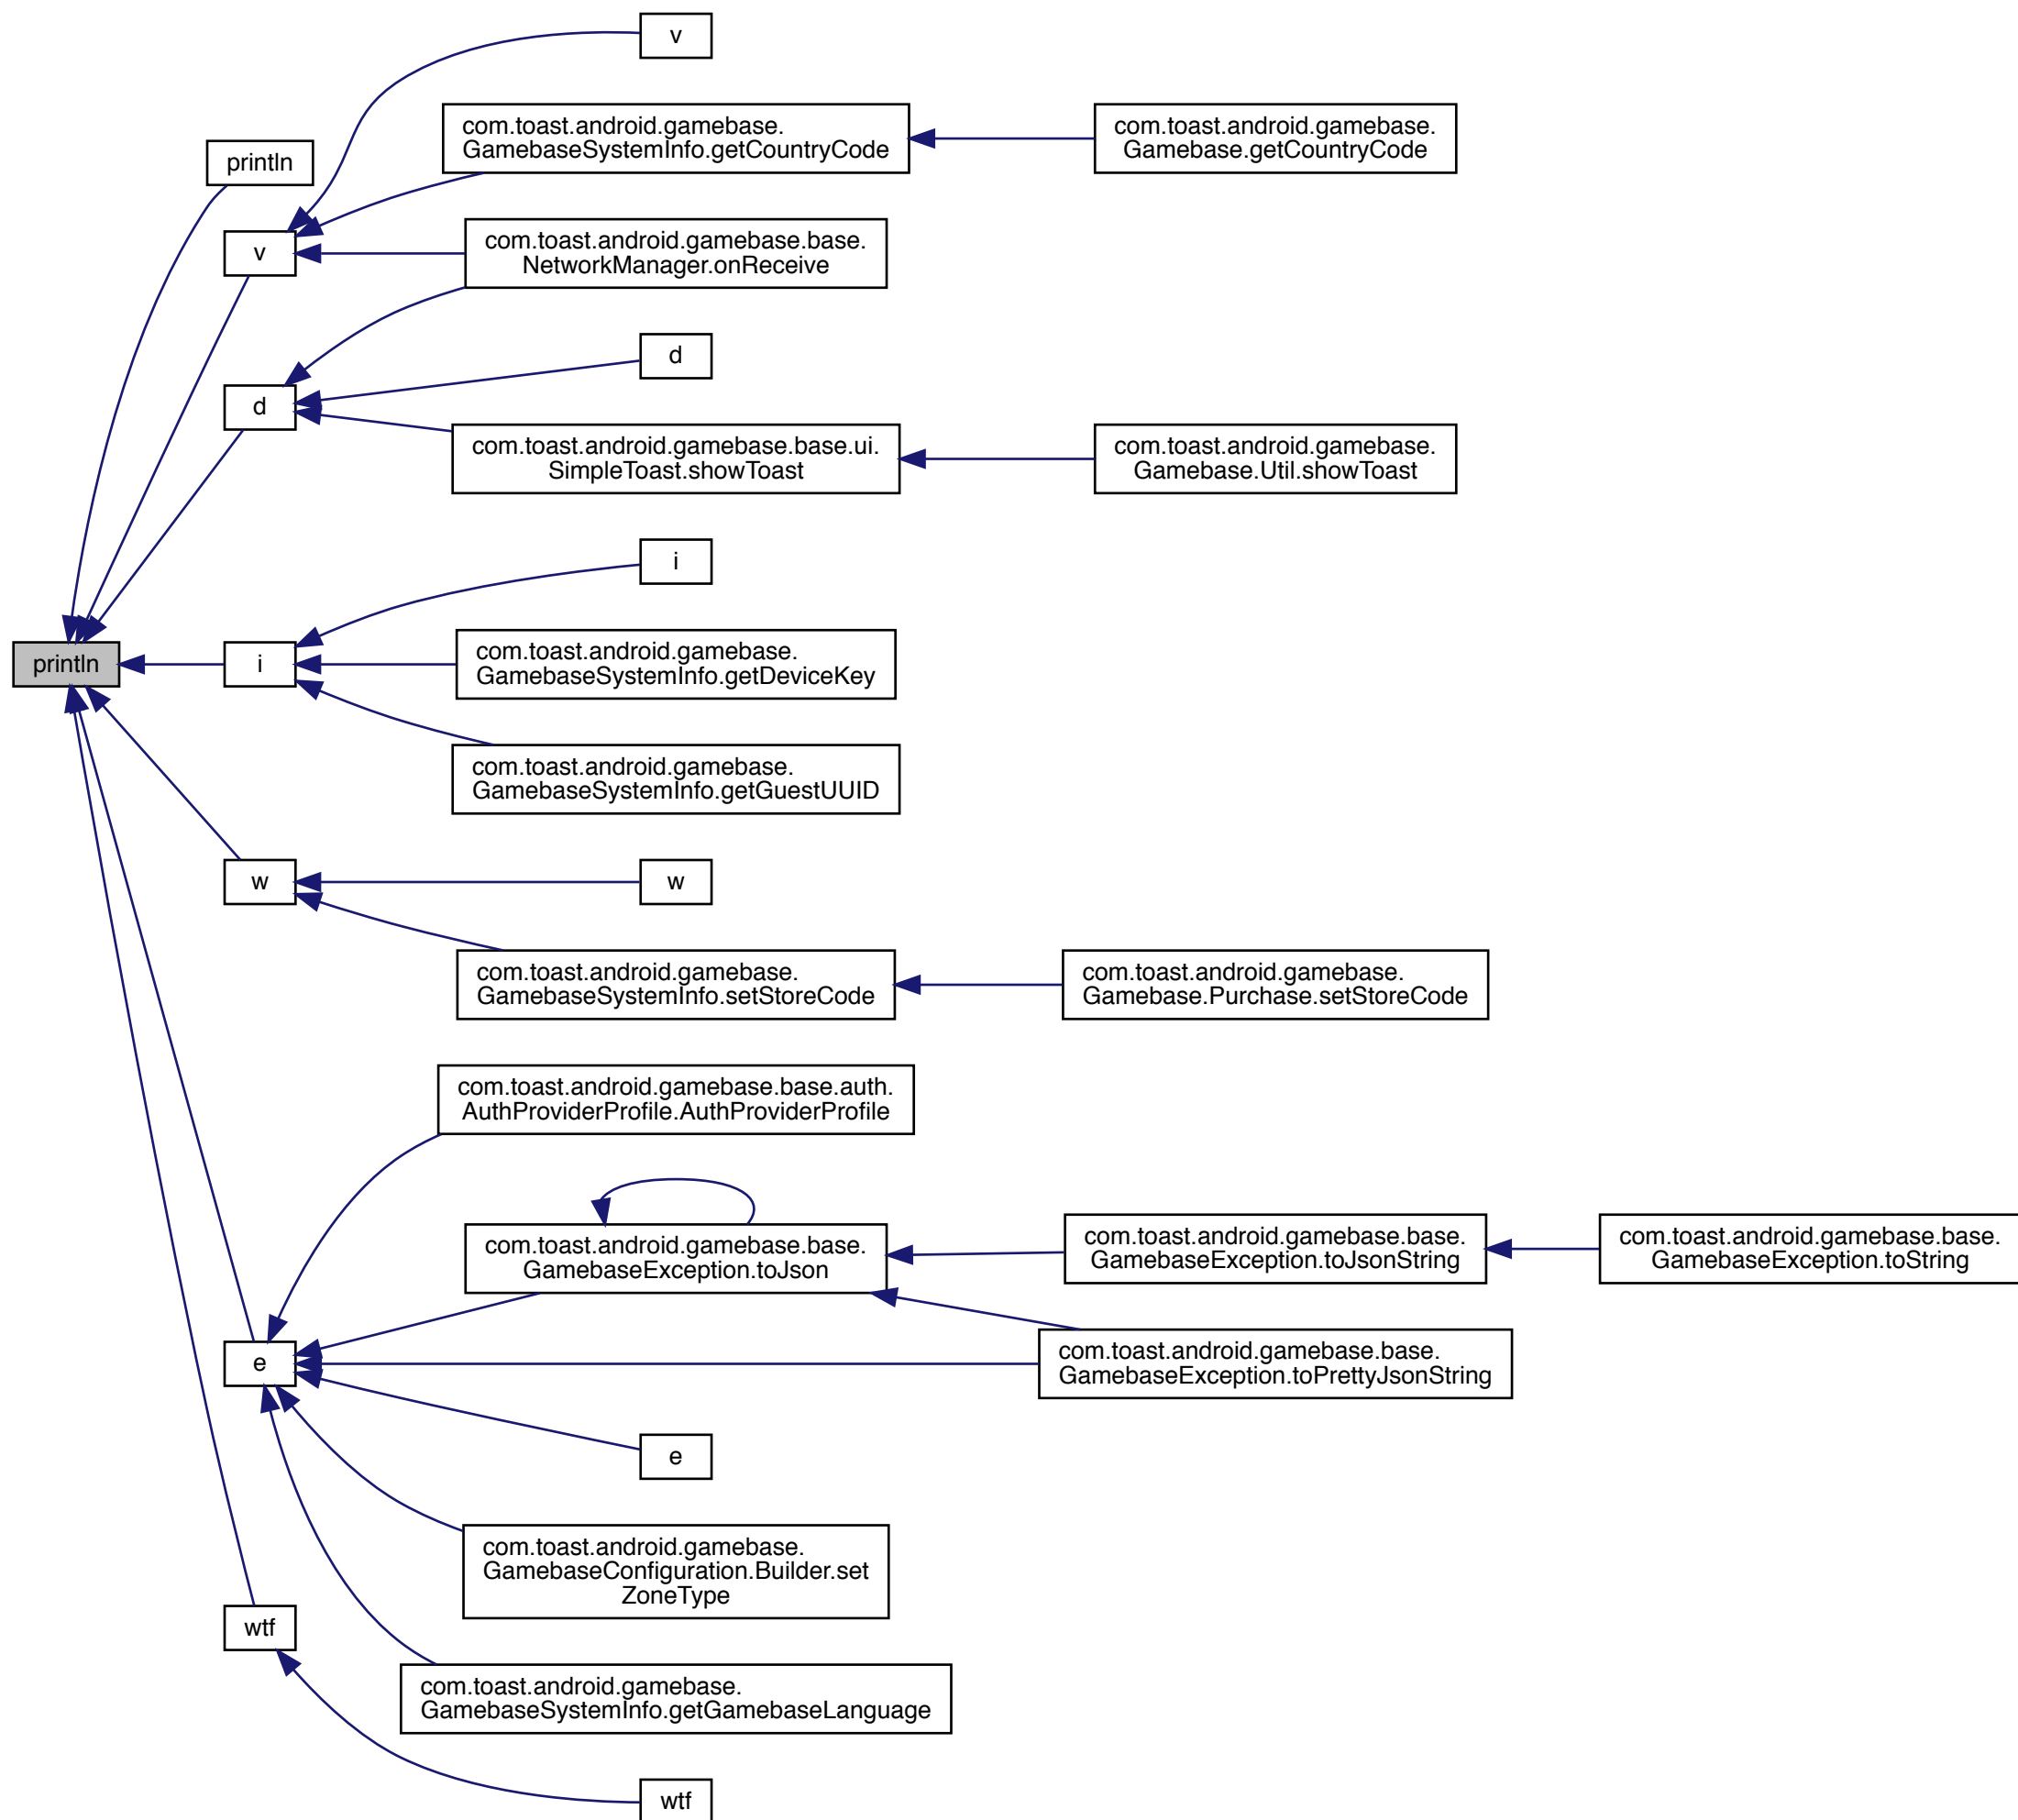 v
com.toast.android.gamebase.
GamebaseSystemInfo.getCountryCode
com.toast.android.gamebase.
Gamebase.getCountryCode
println
v
com.toast.android.gamebase.base.
NetworkManager.onReceive
d
d
com.toast.android.gamebase.base.ui.
SimpleToast.showToast
com.toast.android.gamebase.
Gamebase.Util.showToast
i
println
i
com.toast.android.gamebase.
GamebaseSystemInfo.getDeviceKey
com.toast.android.gamebase.
GamebaseSystemInfo.getGuestUUID
w
w
com.toast.android.gamebase.
GamebaseSystemInfo.setStoreCode
com.toast.android.gamebase.
Gamebase.Purchase.setStoreCode
com.toast.android.gamebase.base.auth.
AuthProviderProfile.AuthProviderProfile
com.toast.android.gamebase.base.
GamebaseException.toJson
com.toast.android.gamebase.base.
GamebaseException.toJsonString
com.toast.android.gamebase.base.
GamebaseException.toString
e
com.toast.android.gamebase.base.
GamebaseException.toPrettyJsonString
e
com.toast.android.gamebase.
GamebaseConfiguration.Builder.set
ZoneType
wtf
com.toast.android.gamebase.
GamebaseSystemInfo.getGamebaseLanguage
wtf